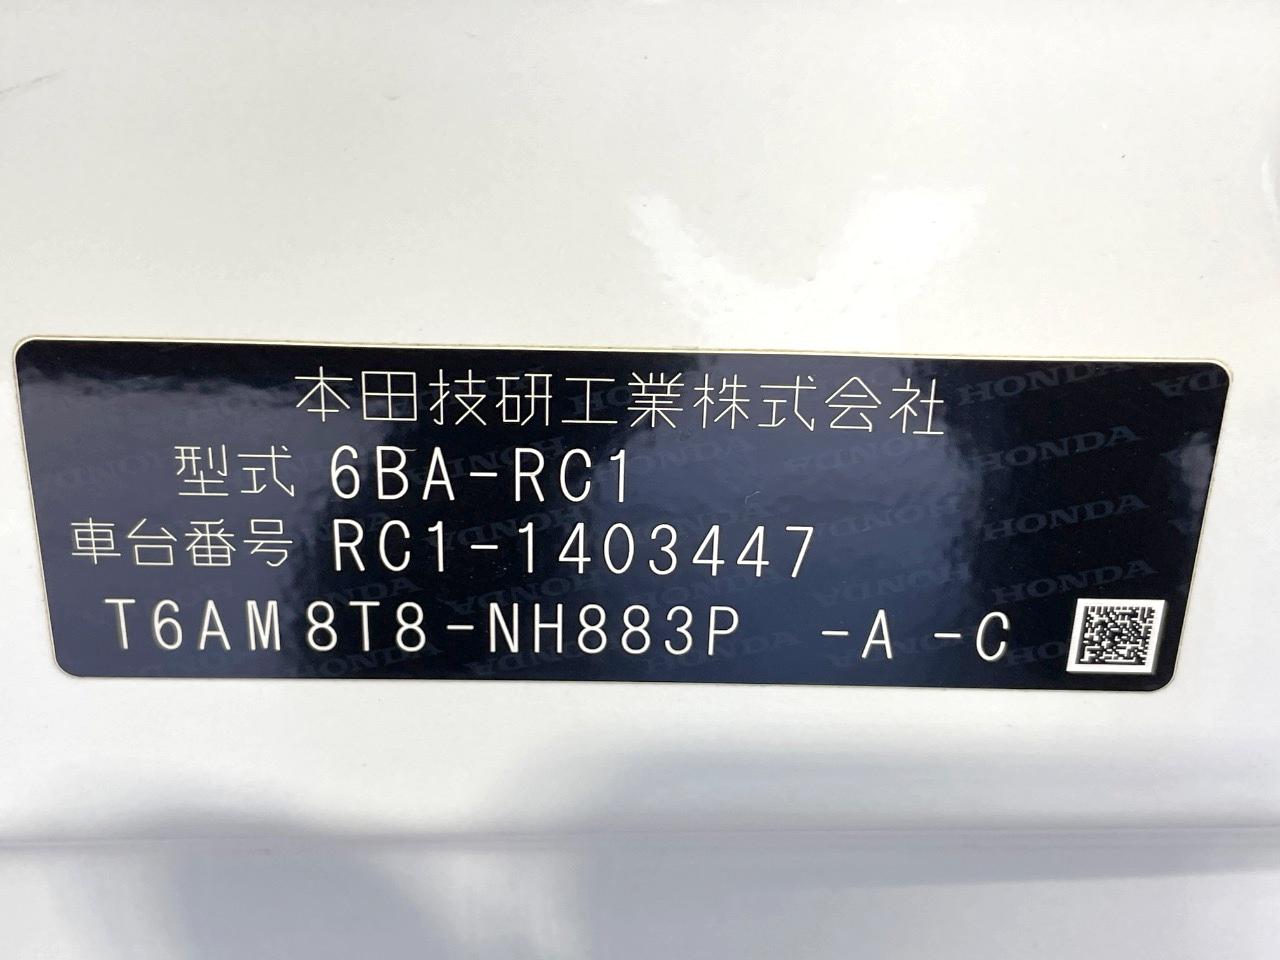 本田技研工業株式会社
型式 6BA-RC1
車台番号 RC1-1403447
T6AM8T8-NH883P -A -C